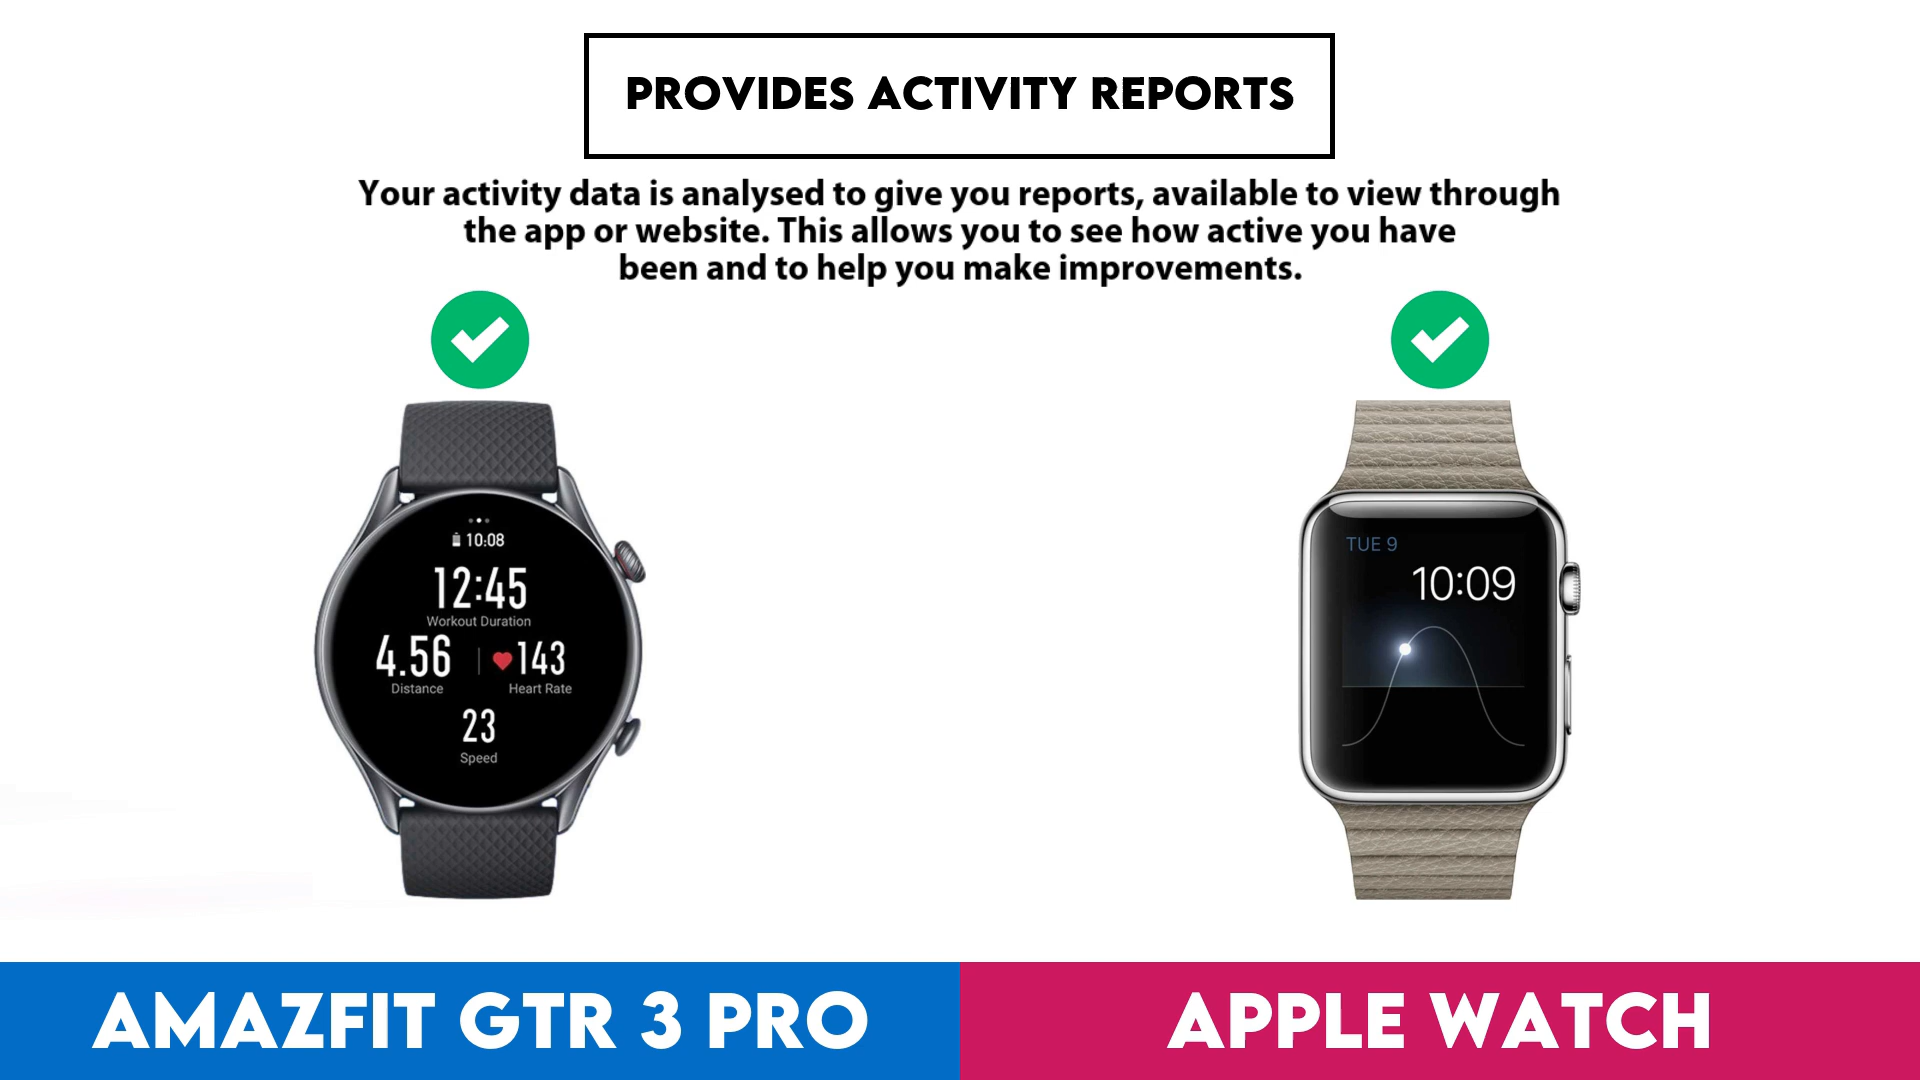 PROVIDES ACTIVITY REPORTS
Your activity data is analysed to give you reports, available to view through
the app or website. This allows you to see how active you have
been and to help you make improvements.
10:08
12:45
Workout Duration
4.56
143
Distance
Heart Rate
23
Speed
TUE 9
10:09
AMAZFIT GTR 3 PRO
APPLE WATCH